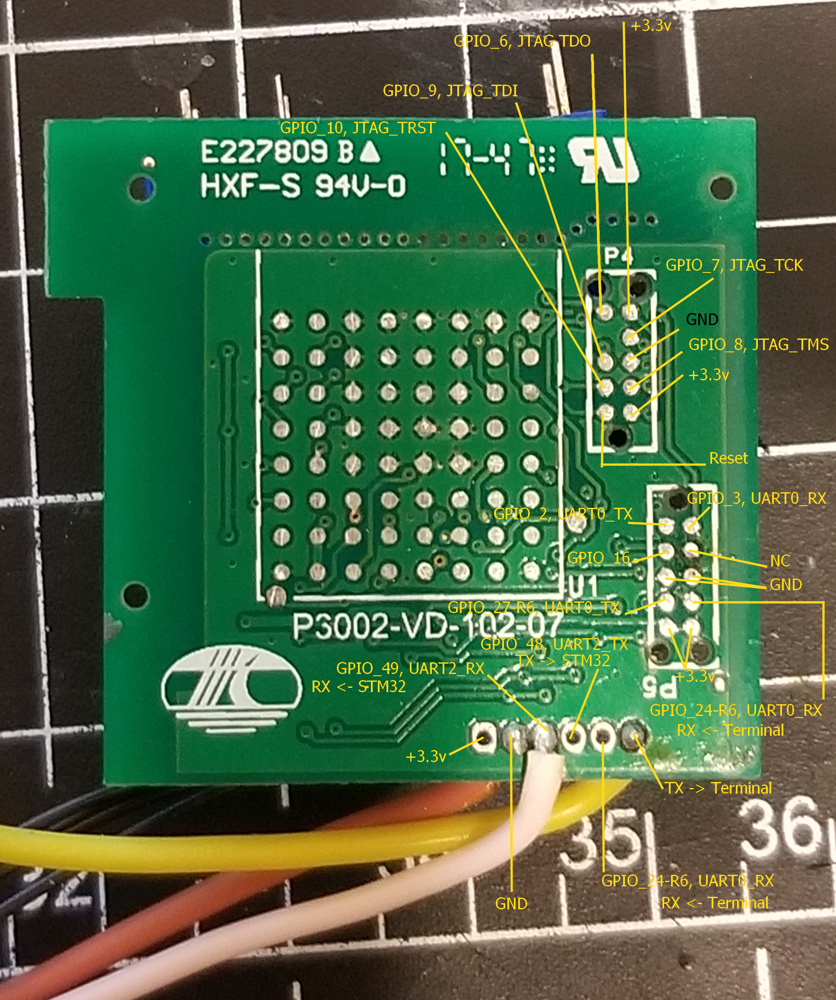 +3.3v
GPIO_6, JTAG_TDO
GPIO_9, JTAG_TDI
GPIO_10, JTAG_TRST
E227809 B
17-47
HXF-S 94V-0
P4
GPIO_7, JTAG_TCK
GND
GPIO_8, JTAG_TMS
+3.3v
Reset
GPIO_3, UART0_RX
GPIO_2, UART0_TX
GPIO_16
NC
GND
U1
GPIO_27-R6, UART0_TX
P3002-VD-102-07
GPIO_48, UART2_TX
TX -> STM32
GPIO_49, UART2_RX
RX <- STM32
+3.3v
P5
GPIO_24-R6, UART0_RX
RX <- Terminal
+3.3v
TX -> Terminal
35
36
GPIO_24-R6, UART0_RX
RX <- Terminal
GND